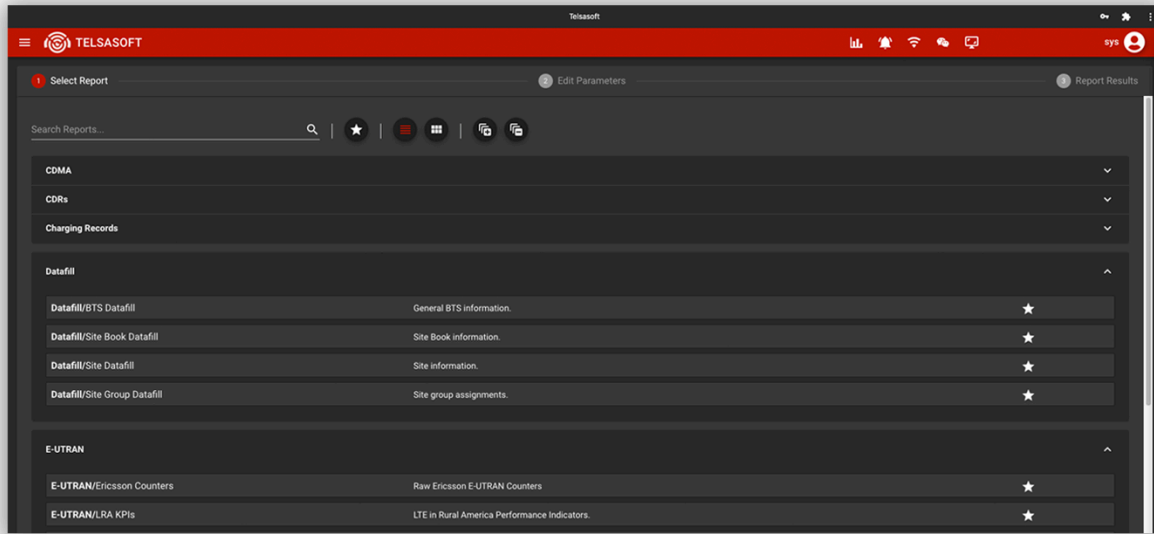 Telsasoft
TELSASOFT
sys
1 Select Report
2 Edit Parameters
3 Report Results
Search Reports...
CDMA
CDRs
Charging Records
Datafill
Datafill/BTS Datafill General BTS information.
Datafill/Site Book Datafill Site Book information.
Datafill/Site Datafill Site information.
Datafill/Site Group Datafill Site group assignments.
E-UTRAN
E-UTRAN/Ericsson Counters Raw Ericsson E-UTRAN Counters
E-UTRAN/LRA KPIs LTE in Rural America Performance Indicators.